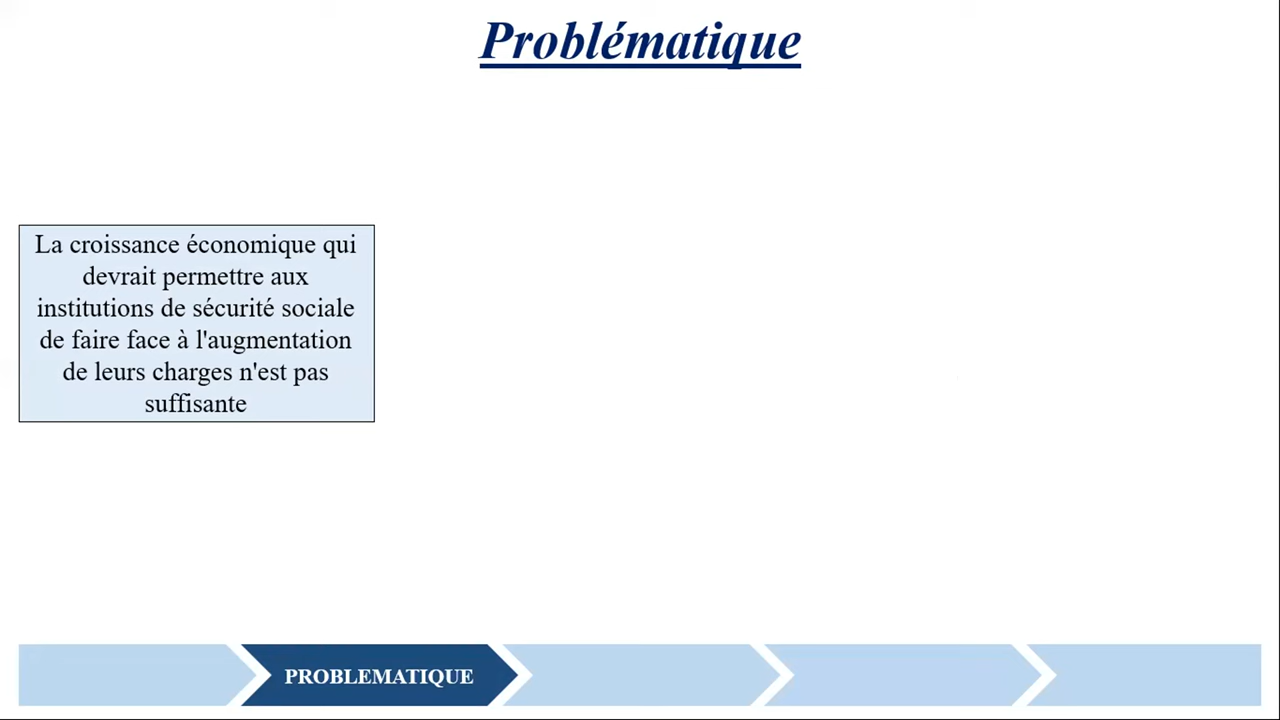 Problématique
La croissance économique qui
devrait permettre aux
institutions de sécurité sociale
de faire face à l'augmentation
de leurs charges n'est pas
suffisante
PROBLEMATIQUE